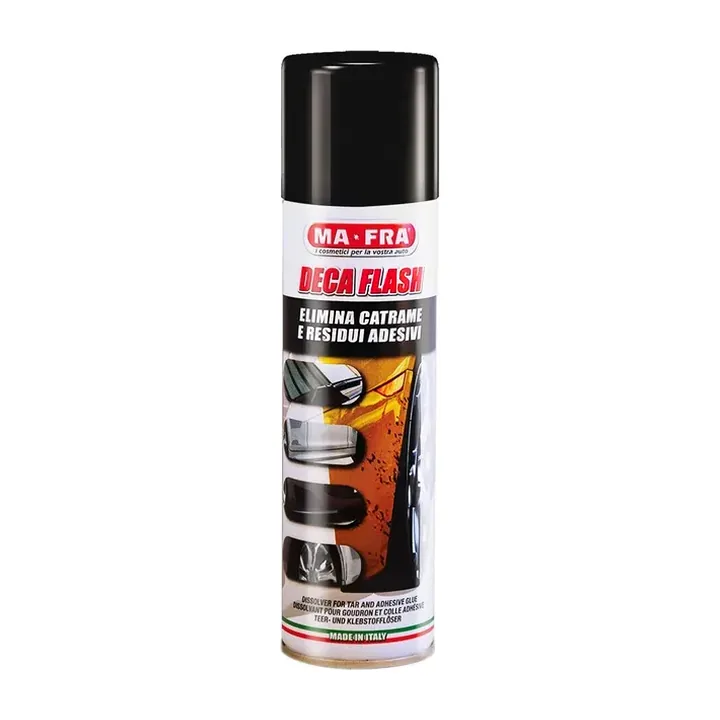 MA-FRA
i cosmetici per la vostra auto
DECA FLASH
ELIMINA CATRAME
E RESIDUI ADESIVI
DISSOLVER FOR TAR AND ADHESIVE GLUE
DISSOLVANT POUR GOUDRON ET COLLE ADHÉSIVE
TEER- UND KLEBSTOFFLÖSER
MADE IN ITALY